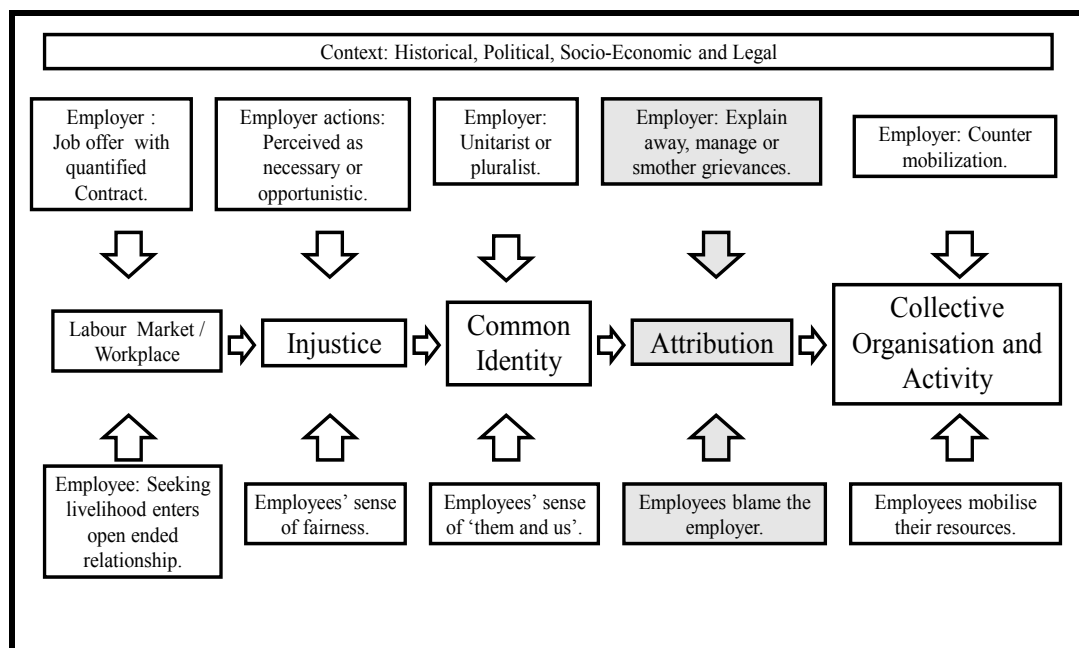 Context: Historical, Political, Socio-Economic and Legal
Employer :
Job offer with
quantified
Contract.
Employer actions:
Perceived as
necessary or
opportunistic.
Employer:
Unitarist or
pluralist.
Employer: Explain
away, manage or
smother grievances.
Employer: Counter
mobilization.
Labour Market /
Workplace
Injustice
Common
Identity
Attribution
Collective
Organisation and
Activity
Employee: Seeking
livelihood enters
open ended
relationship.
Employees’ sense
of fairness.
Employees’ sense
of ‘them and us’.
Employees blame the
employer.
Employees mobilise
their resources.